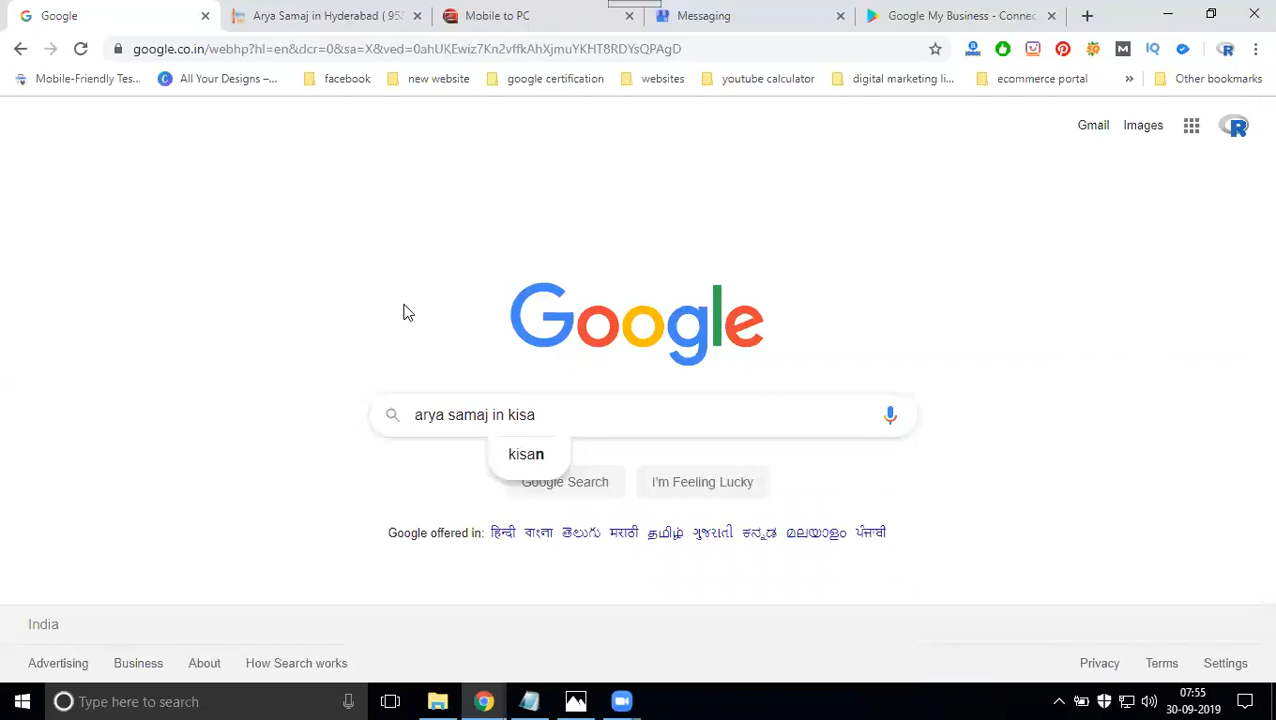 Google
Arya Samaj in Hyderabad ( 95
Mobile to PC
Messaging
Google My Business - Connec
google.co.in/webhp?hl=en&dcr=0&sa=X&ved=0ahUKEwiz7Kn2vffkAhXjmuYKHT8RDYsQPAgD
Mobile-Friendly Tes...
All Your Designs –...
facebook
new website
google certification
websites
youtube calculator
digital marketing li...
ecommerce portal
»
Other bookmarks
Gmail
Images
Google
arya samaj in kisa
kisan
Google Search
I'm Feeling Lucky
Google offered in: हिन्दी বাংলা తెలుగు मराठी தமிழ் ગુજરાતી ಕನ್ನಡ മലയാളം ਪੰਜਾਬੀ
India
Advertising
Business
About
How Search works
Privacy
Terms
Settings
Type here to search
07:55
30-09-2019